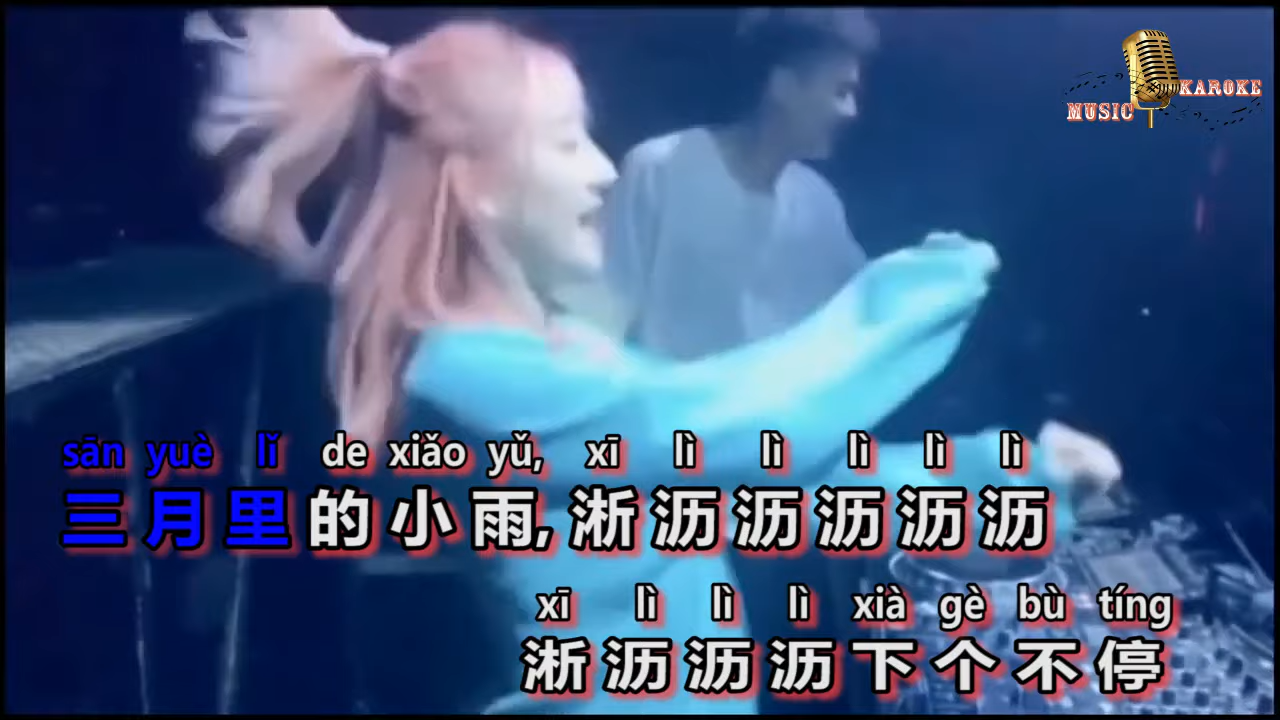 MUSIC KAROKE
sān yuè lǐ de xiǎo yǔ, xī lì lì lì lì lì
三月里的小雨,淅沥沥沥沥沥
xī lì lì lì xià gè bù tíng
淅沥沥沥下个不停